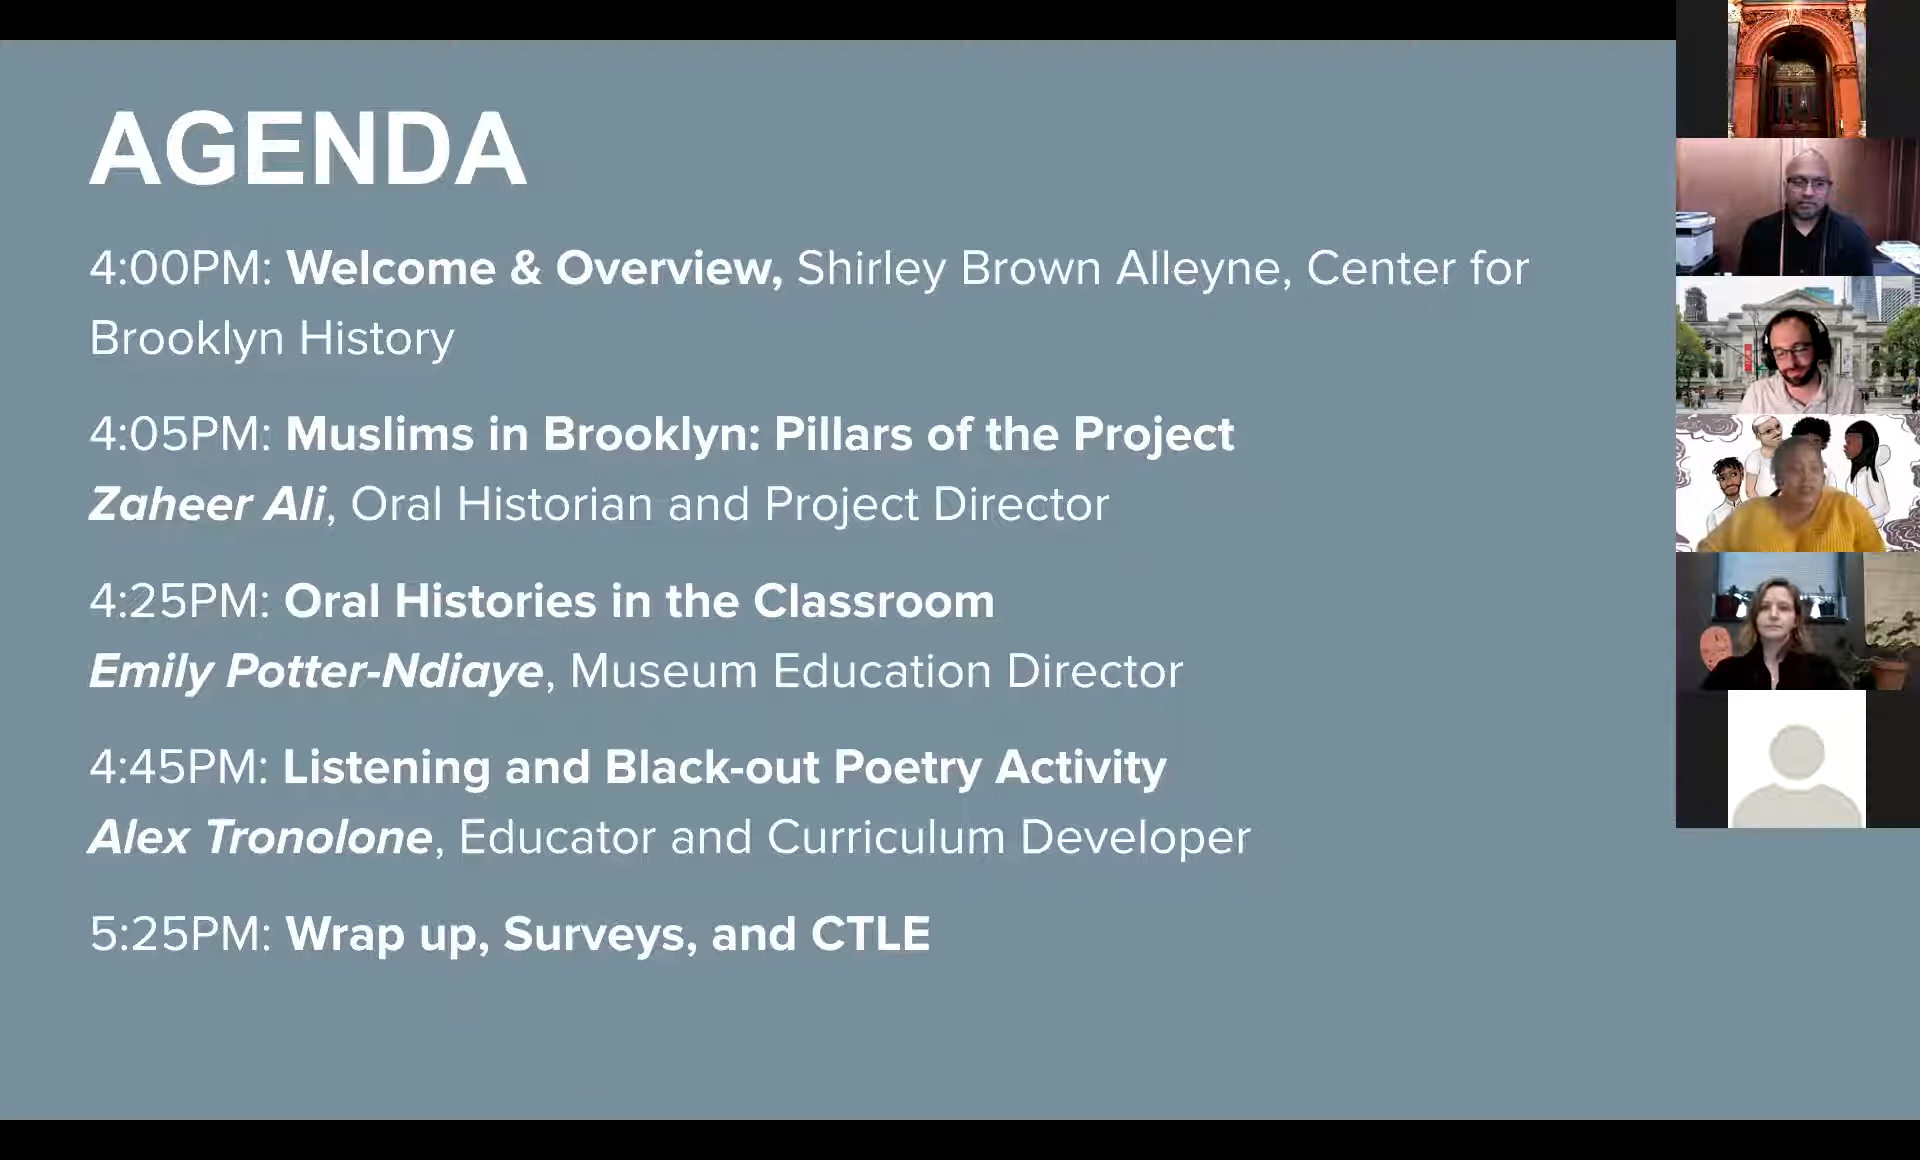 AGENDA
4:00PM: Welcome & Overview, Shirley Brown Alleyne, Center for
Brooklyn History
4:05PM: Muslims in Brooklyn: Pillars of the Project
Zaheer Ali, Oral Historian and Project Director
4:25PM: Oral Histories in the Classroom
Emily Potter-Ndiaye, Museum Education Director
4:45PM: Listening and Black-out Poetry Activity
Alex Tronolone, Educator and Curriculum Developer
5:25PM: Wrap up, Surveys, and CTLE